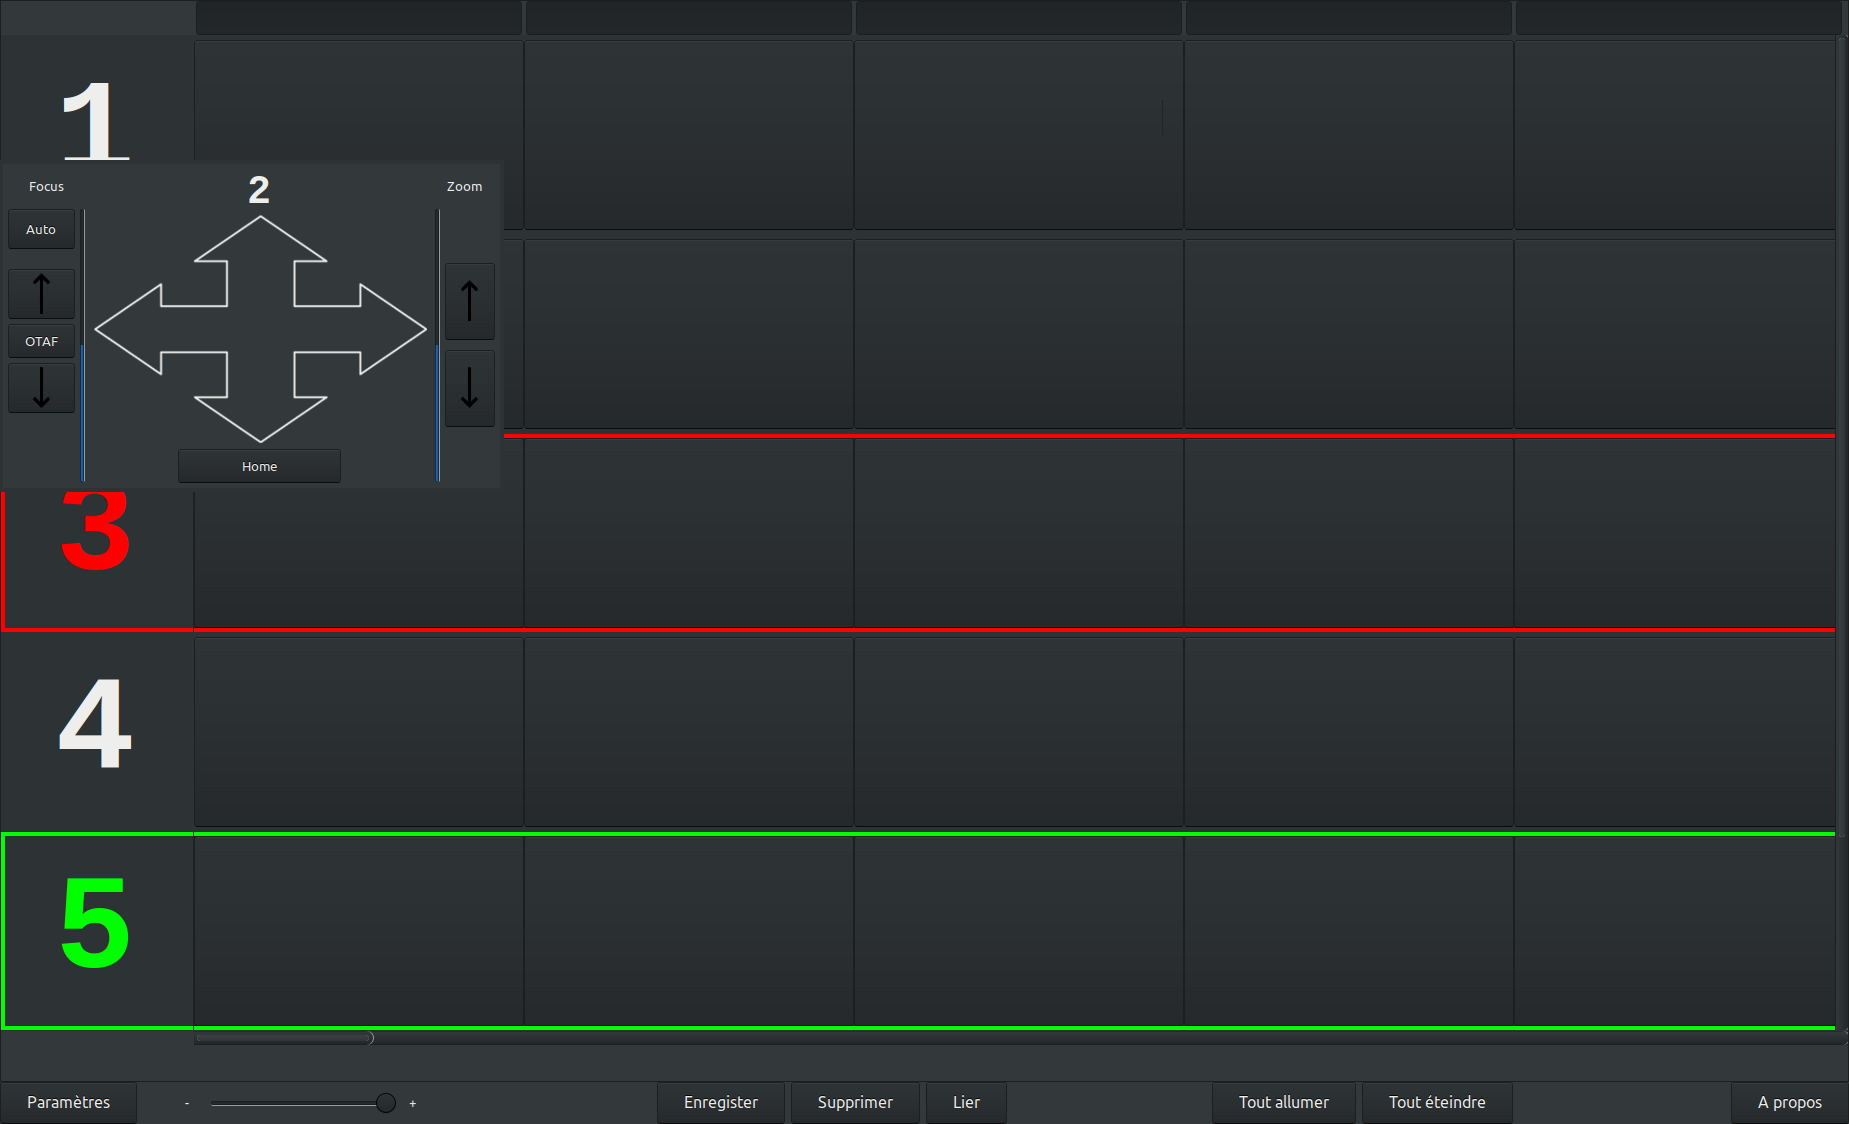 1
Focus
2
Zoom
Auto
OTAF
Home
3
4
5
Paramètres
-
+
Enregister
Supprimer
Lier
Tout allumer
Tout éteindre
A propos